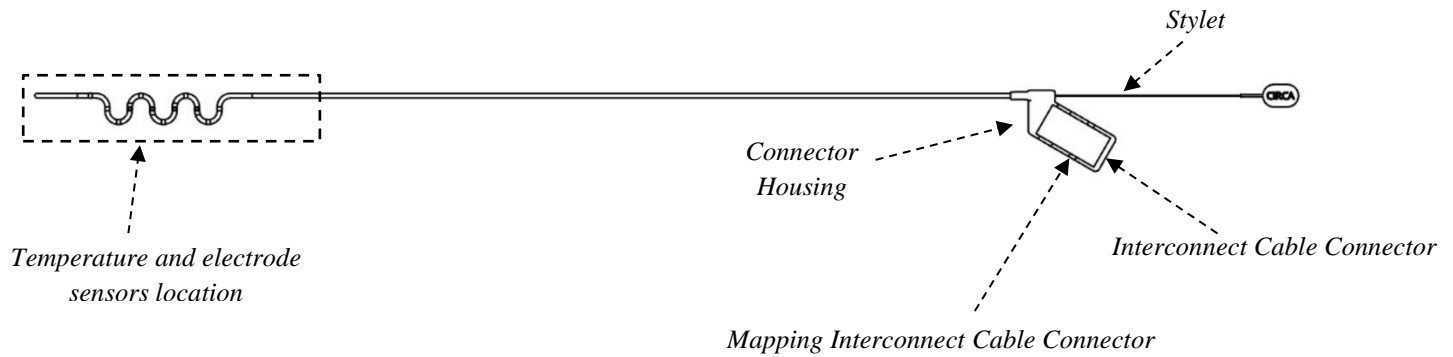 Stylet
CIRCA
Connector
Housing
Interconnect Cable Connector
Temperature and electrode
sensors location
Mapping Interconnect Cable Connector